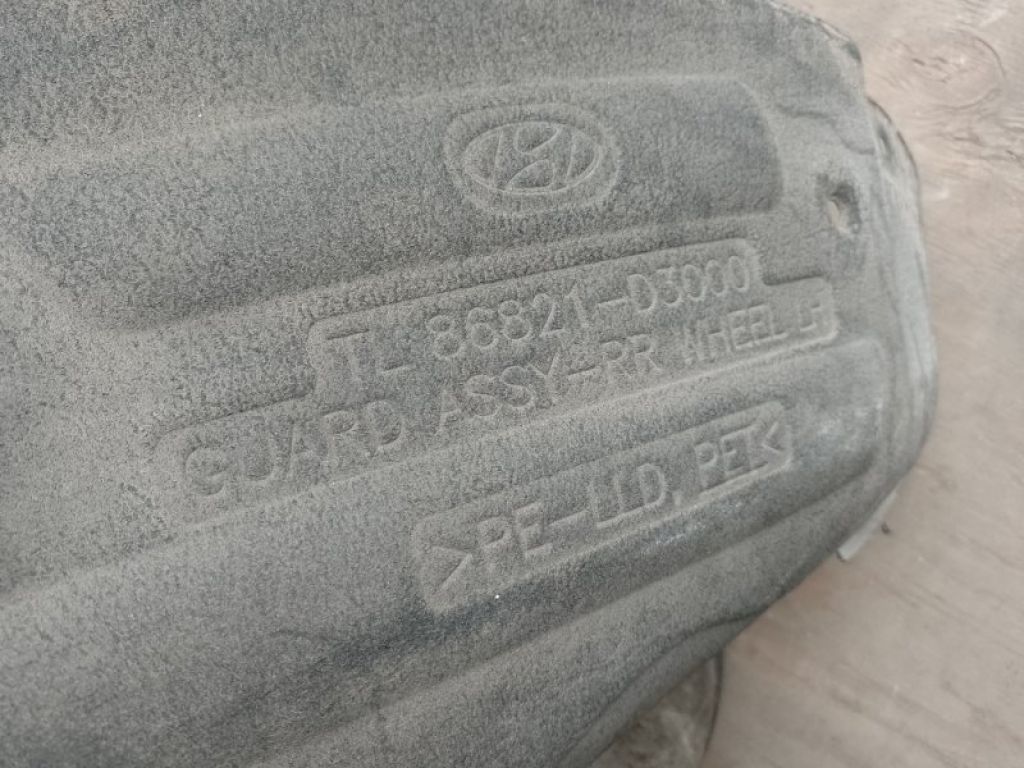 TL- 86821-D3000
GUARD ASSY-RR WHEEL LH
>PE-LLD, PET<